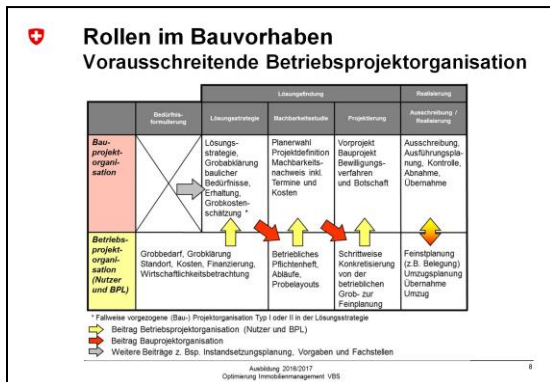 Rollen im Bauvorhaben
Vorausschreitende Betriebsprojektorganisation
Lösungsfindung
Realisierung
Bedürfnis-
formulierung
Lösungsstrategie
Machbarkeitsstudie
Projektierung
Ausschreibung /
Realisierung
Bau-
projekt-
organi-
sation
Lösungs-
strategie,
Grobabklärung
baulicher
Bedürfnisse,
Erhaltung,
Grobkosten-
schätzung *
Planerwahl
Projektdefinition
Machbarkeits-
nachweis inkl.
Termine und
Kosten
Vorprojekt
Bauprojekt
Bewilligungs-
verfahren
und Botschaft
Ausschreibung,
Ausführungspla-
nung, Kontrolle,
Abnahme,
Übernahme
Betriebs-
projekt-
organi-
sation
(Nutzer
und BPL)
Grobbedarf, Grobklärung
Standort, Kosten, Finanzierung,
Wirtschaftlichkeitsbetrachtung
Betriebliches
Pflichtenheft,
Abläufe,
Probelayouts
Schrittweise
Konkretisierung
von der
betrieblichen
Grob- zur
Feinplanung
Feinstplanung
(z.B. Belegung)
Umzugsplanung
Übernahme
Umzug
* Fallweise vorgezogene (Bau-) Projektorganisation Typ I oder II in der Lösungsstrategie
Beitrag Betriebsprojektorganisation (Nutzer und BPL)
Beitrag Bauprojektorganisation
Weitere Beiträge z. Bsp. Instandsetzungsplanung, Vorgaben und Fachstellen
Ausbildung 2016/2017
Optimierung Immobilienmanagement VBS
8